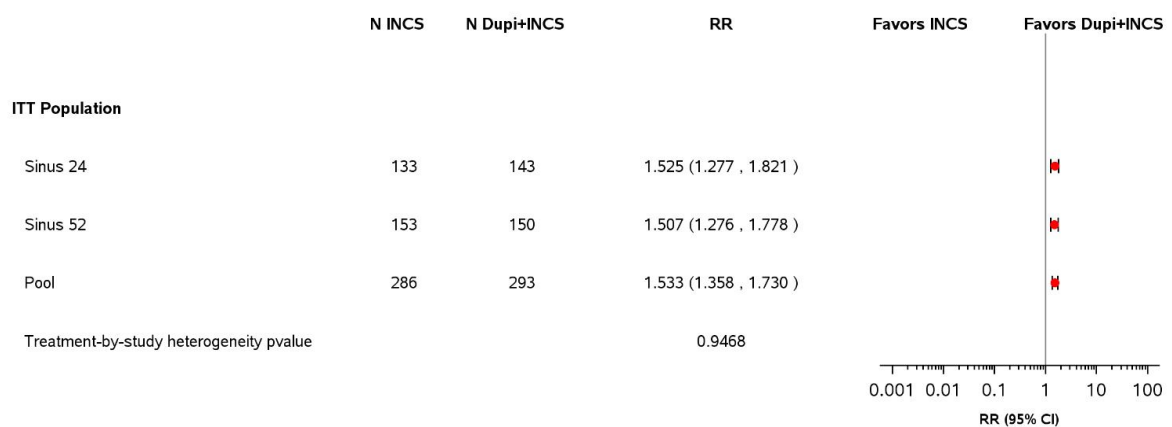 N INCS N Dupi+INCS RR Favors INCS Favors Dupi+INCS
ITT Population
Sinus 24 133 143 1.525 (1.277 , 1.821 )
Sinus 52 153 150 1.507 (1.276 , 1.778 )
Pool 286 293 1.533 (1.358 , 1.730 )
Treatment-by-study heterogeneity pvalue 0.9468
0.001 0.01 0.1 1 10 100
RR (95% CI)